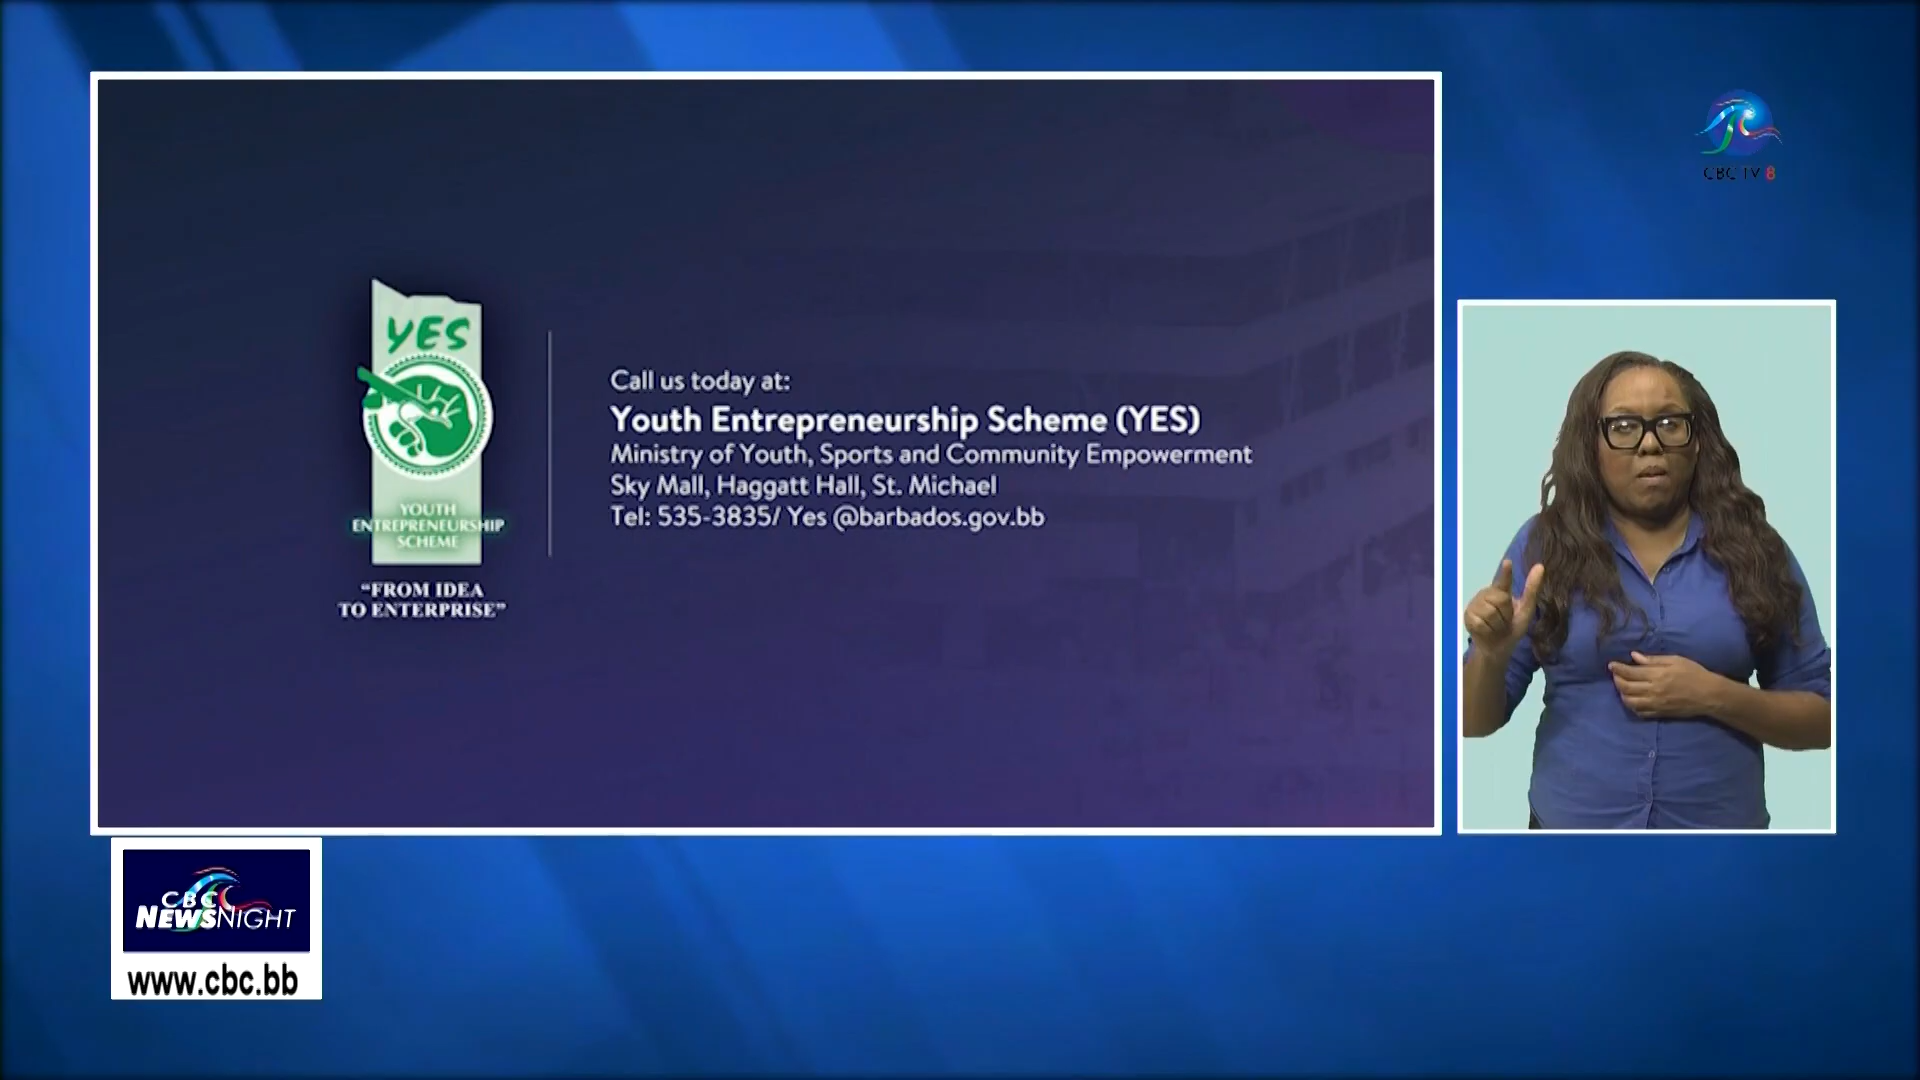 CBC TV 8
YES
YOUTH
ENTREPRENEURSHIP
SCHEME
"FROM IDEA
TO ENTERPRISE"
Call us today at:
Youth Entrepreneurship Scheme (YES)
Ministry of Youth, Sports and Community Empowerment
Sky Mall, Haggatt Hall, St. Michael
Tel: 535-3835/ Yes @barbados.gov.bb
CBC
NEWSNIGHT
www.cbc.bb